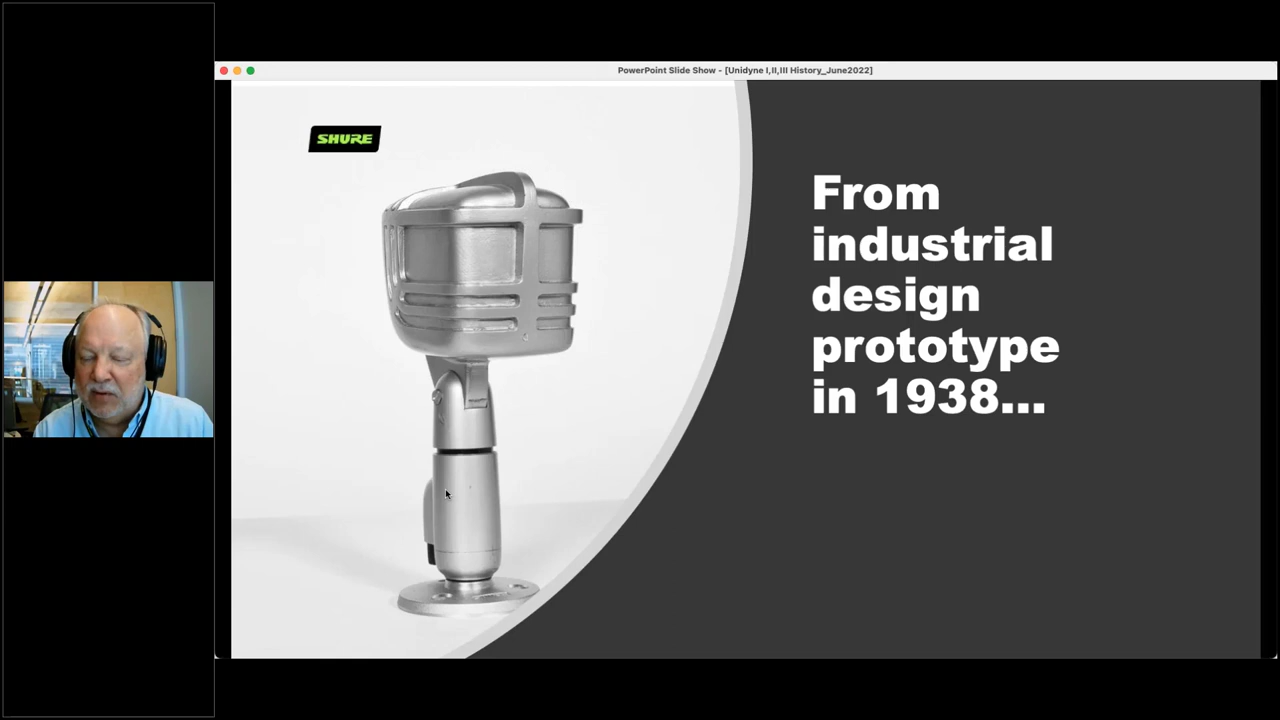 PowerPoint Slide Show - [Unidyne I,II,III History_June2022]
SHURE
From
industrial
design
prototype
in 1938...